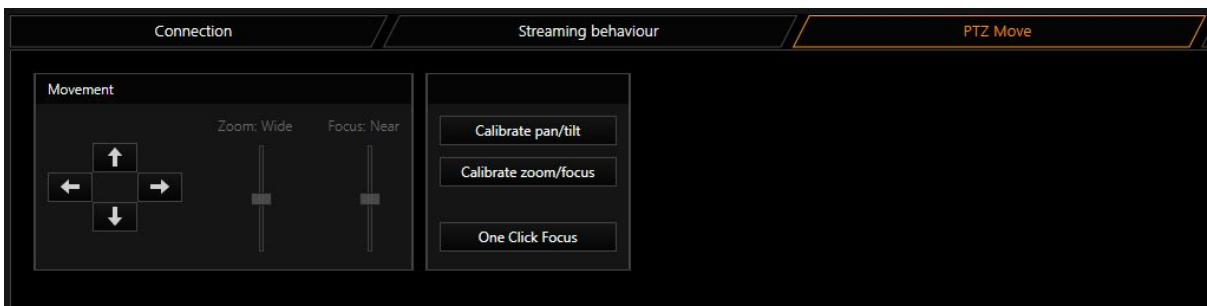 Connection
Streaming behaviour
PTZ Move
Movement
Zoom: Wide
Focus: Near
Calibrate pan/tilt
Calibrate zoom/focus
One Click Focus